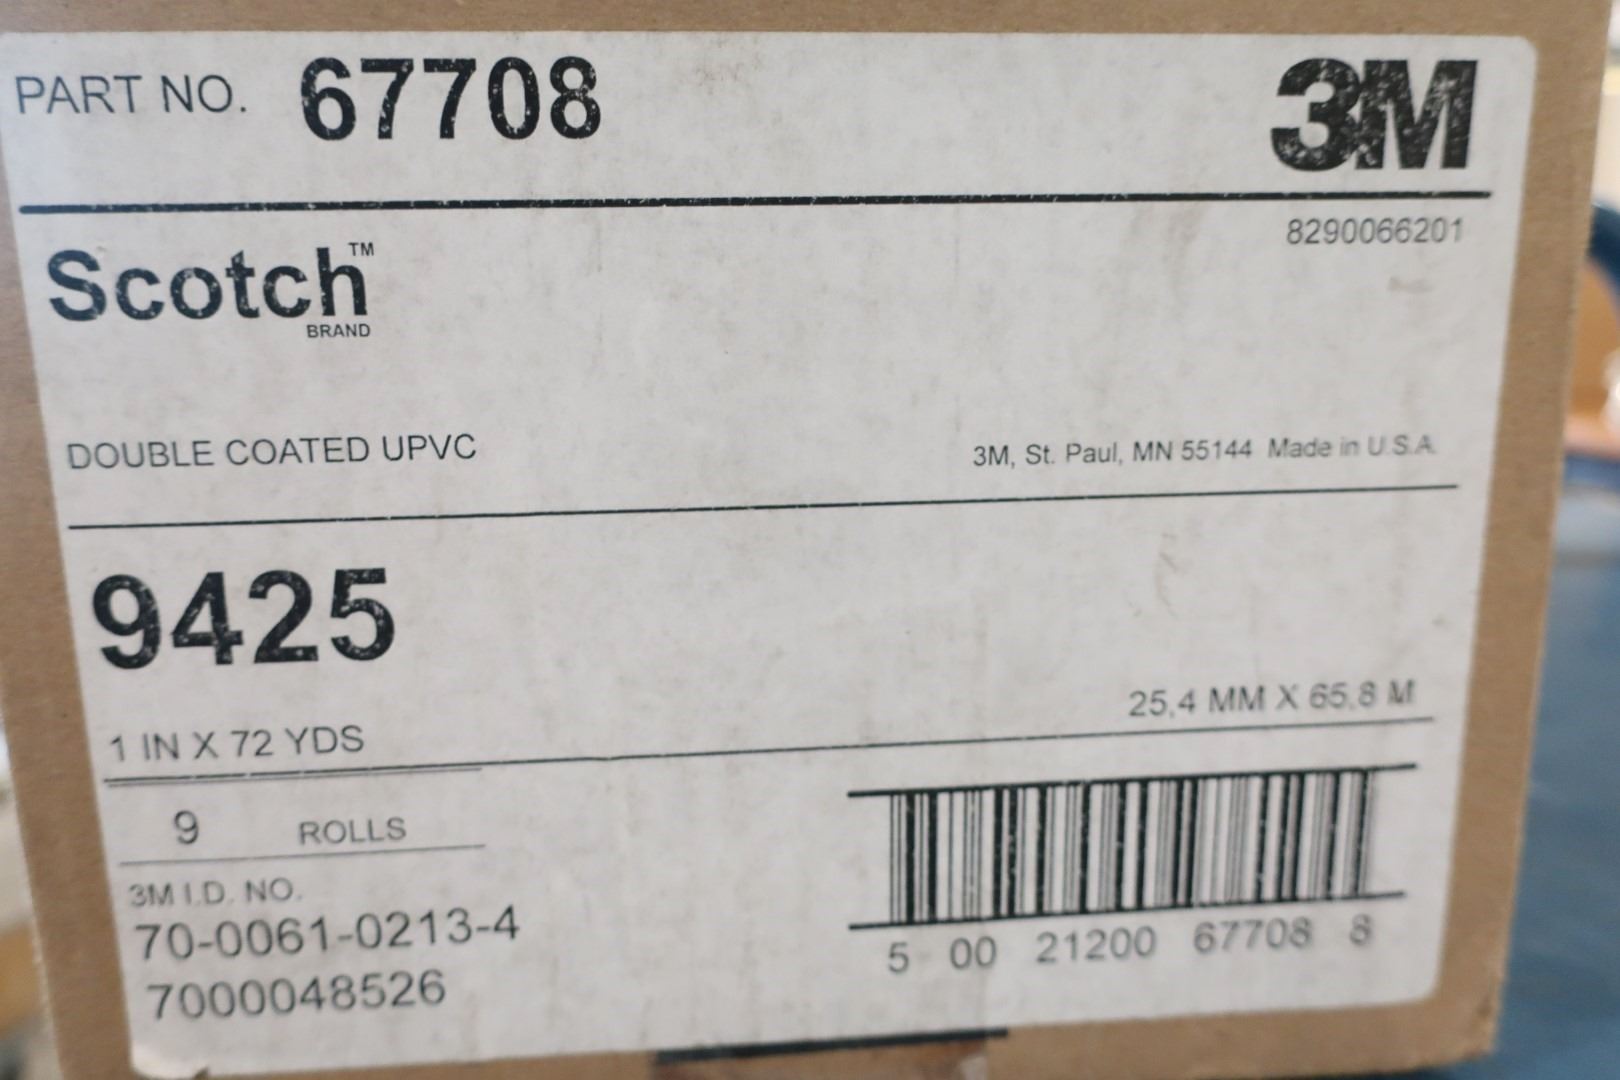 PART NO. 67708
3M
8290066201
Scotch™
BRAND
DOUBLE COATED UPVC
3M, St. Paul, MN 55144 Made in U.S.A.
9425
25,4 MM X 65,8 M
1 IN X 72 YDS
9 ROLLS
3M I.D. NO.
70-0061-0213-4
7000048526
5 00 21200 67708 8